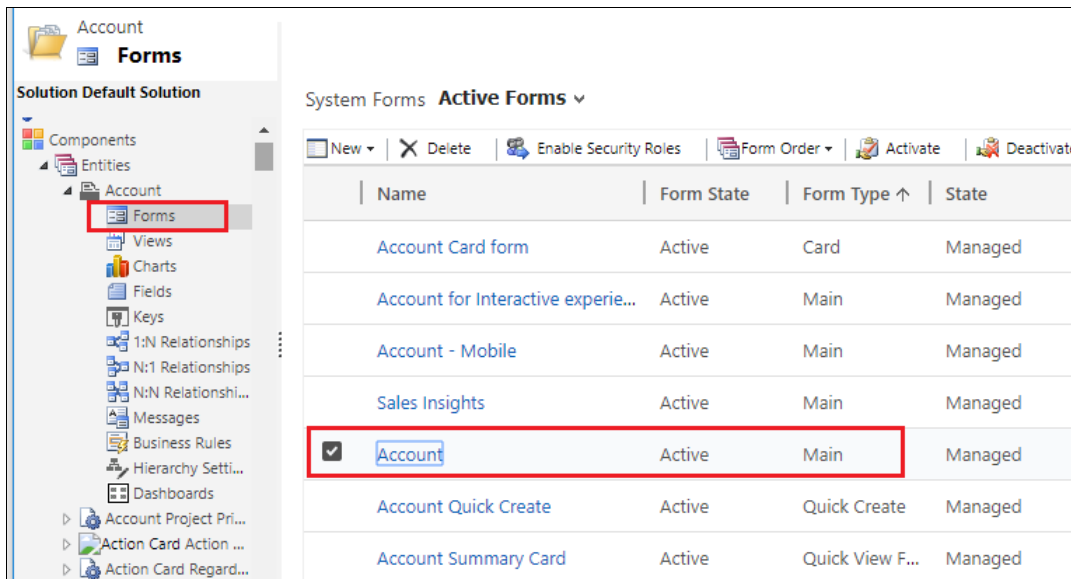 Account
Forms
Solution Default Solution
Components
Entities
Account
Forms
Views
Charts
Fields
Keys
1:N Relationships
N:1 Relationships
N:N Relationshi...
Messages
Business Rules
Hierarchy Setti...
Dashboards
Account Project Pri...
Action Card Action ...
Action Card Regard...
System Forms Active Forms
New Delete Enable Security Roles Form Order Activate Deactivate
Name Form State Form Type ↑ State
Account Card form Active Card Managed
Account for Interactive experie... Active Main Managed
Account - Mobile Active Main Managed
Sales Insights Active Main Managed
Account Active Main Managed
Account Quick Create Active Quick Create Managed
Account Summary Card Active Quick View F... Managed